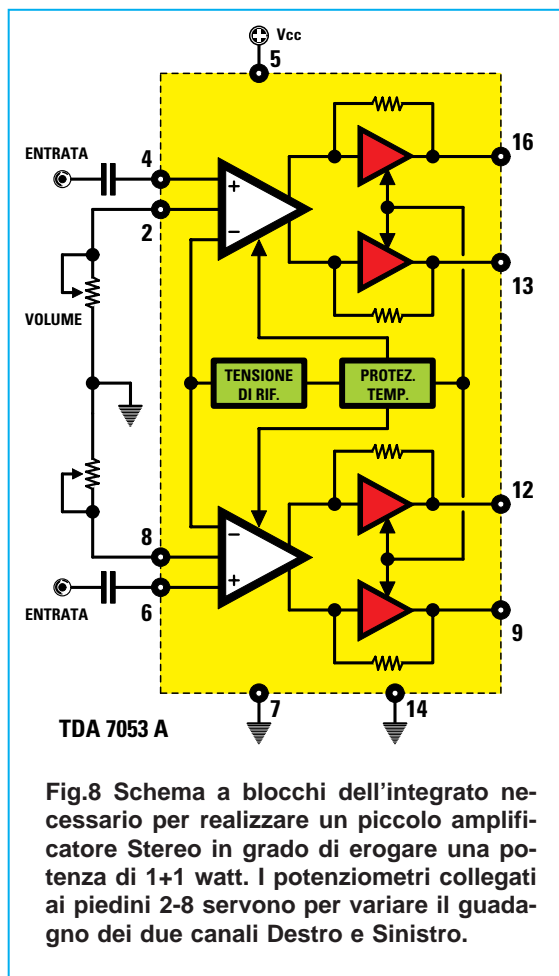 Vcc
5
ENTRATA
4
16
2
13
VOLUME
TENSIONE
DI RIF.
PROTEZ.
TEMP.
12
8
ENTRATA
6
9
7
14
TDA 7053 A
Fig.8 Schema a blocchi dell'integrato ne-
cessario per realizzare un piccolo amplifi-
catore Stereo in grado di erogare una po-
tenza di 1+1 watt. I potenziometri collegati
ai piedini 2-8 servono per variare il guada-
gno dei due canali Destro e Sinistro.